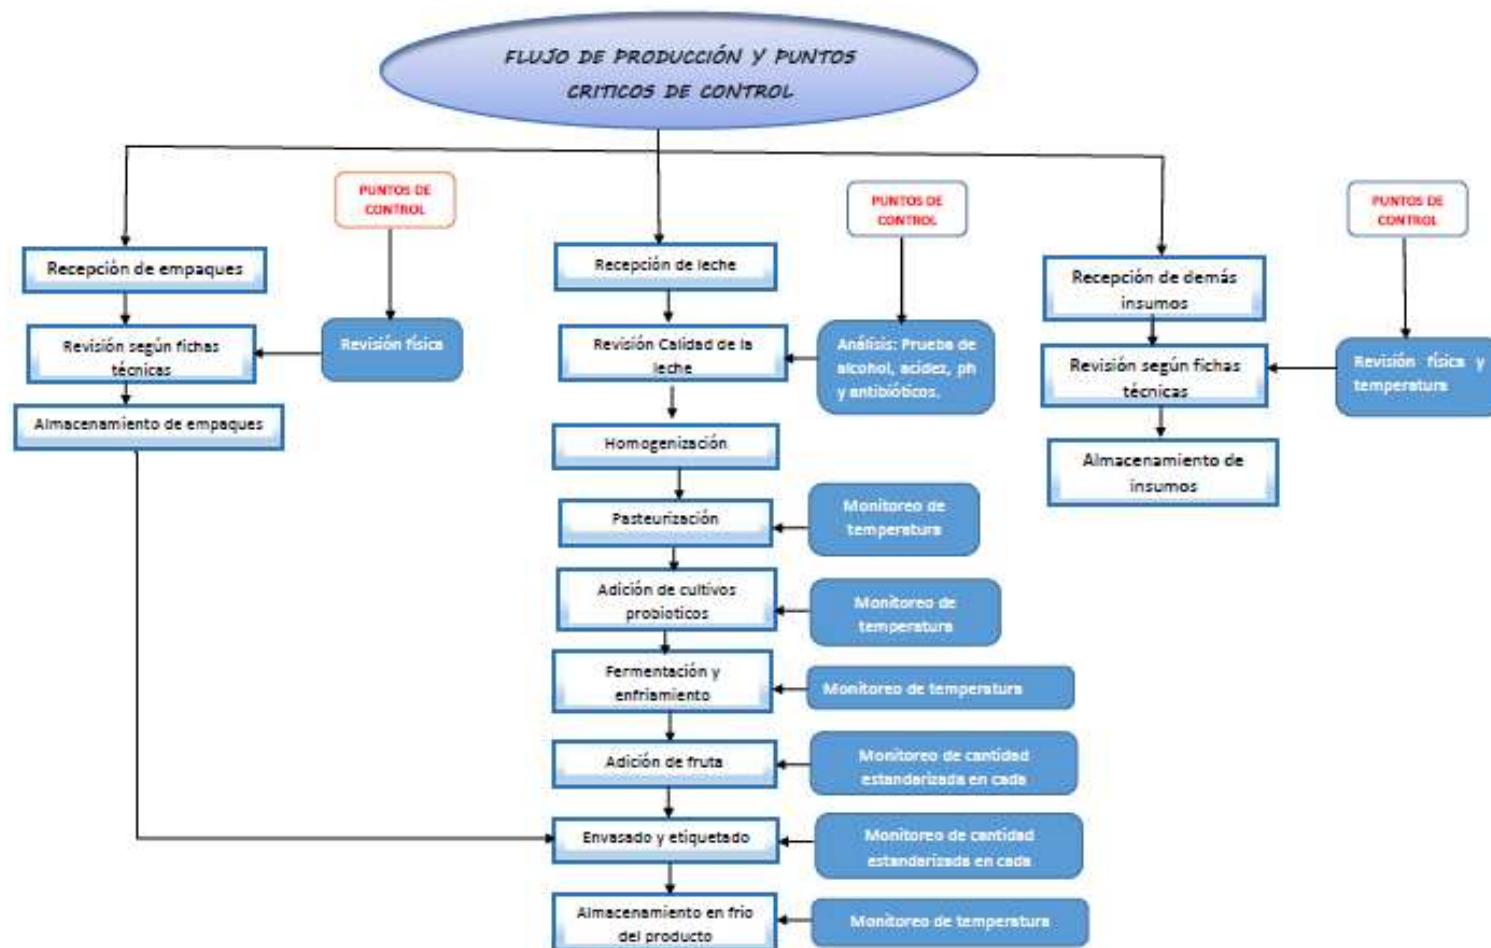 FLUJO DE PRODUCCIÓN Y PUNTOS
CRITICOS DE CONTROL
PUNTOS DE
CONTROL
Recepción de empaques
Revisión según fichas
técnicas
Revisión física
Almacenamiento de empaques
PUNTOS DE
CONTROL
Recepción de leche
Revisión Calidad de la
leche
Análisis: Prueba de
alcohol, acidez, ph
y antibióticos.
Homogenización
Pasteurización
Monitoreo de
temperatura
Adición de cultivos
probioticos
Monitoreo de
temperatura
Fermentación y
enfriamiento
Monitoreo de temperatura
Adición de fruta
Monitoreo de cantidad
estandarizada en cada
Envasado y etiquetado
Monitoreo de cantidad
estandarizada en cada
Almacenamiento en frio
del producto
Monitoreo de temperatura
PUNTOS DE
CONTROL
Recepción de demás
insumos
Revisión según fichas
técnicas
Revisión física y
temperatura
Almacenamiento de
insumos